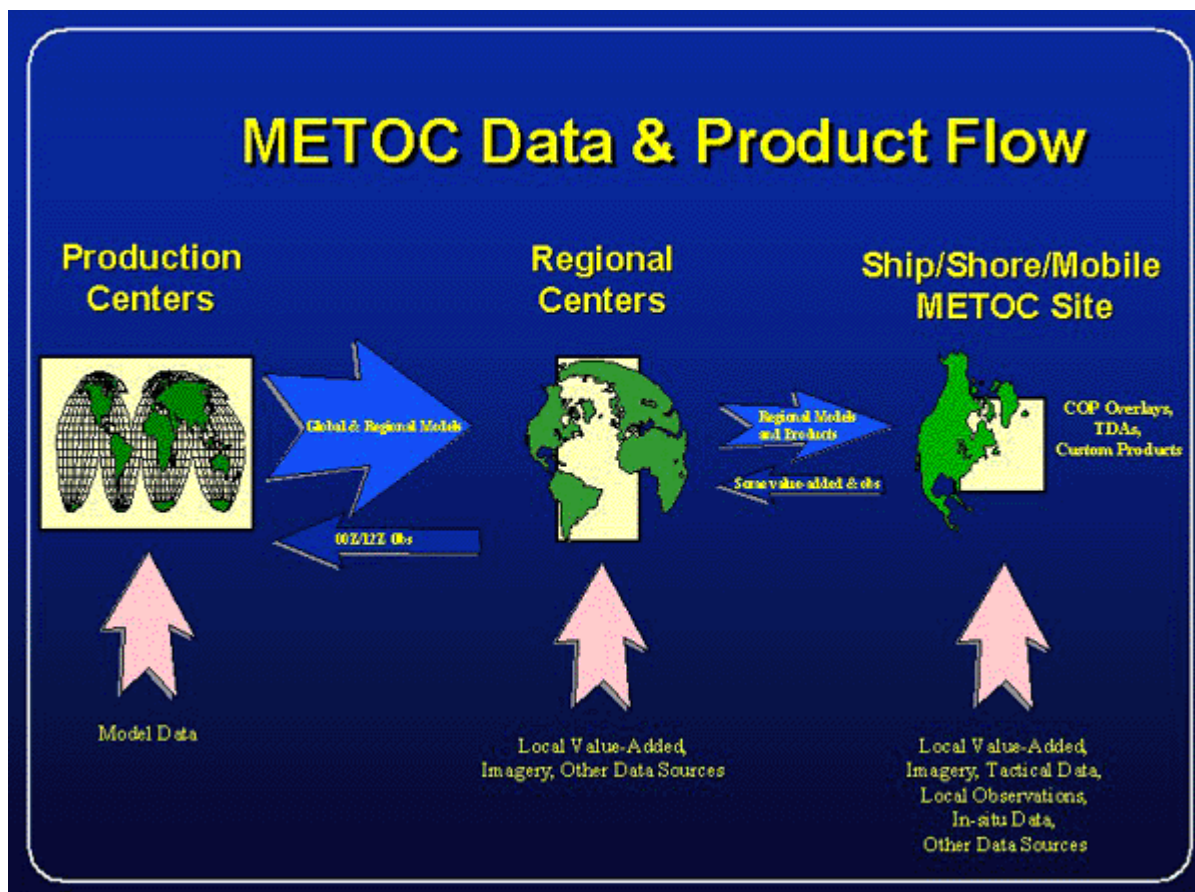 METOC Data & Product Flow
Production
Centers
Regional
Centers
Ship/Shore/Mobile
METOC Site
Global & Regional Models
Regional Models
and Products
COP Overlays,
TDAs,
Custom Products
Some value-added & obs
00Z/12Z Obs
Model Data
Local Value-Added,
Imagery, Other Data Sources
Local Value-Added,
Imagery, Tactical Data,
Local Observations,
In-situ Data,
Other Data Sources